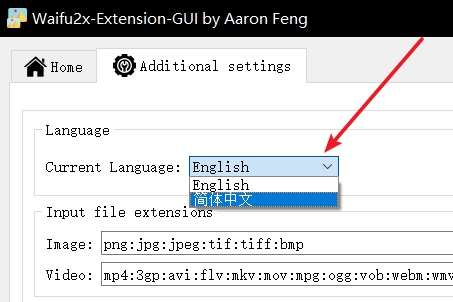 Waifu2x-Extension-GUI by Aaron Feng
Home
Additional settings
Language
Current Language: English
English
简体中文
Input file extensions
Image: png:jpg:jpeg:tif:tiff:bmp
Video: mp4:3gp:avi:flv:mkv:mov:mpg:ogg:vob:webm:wmv